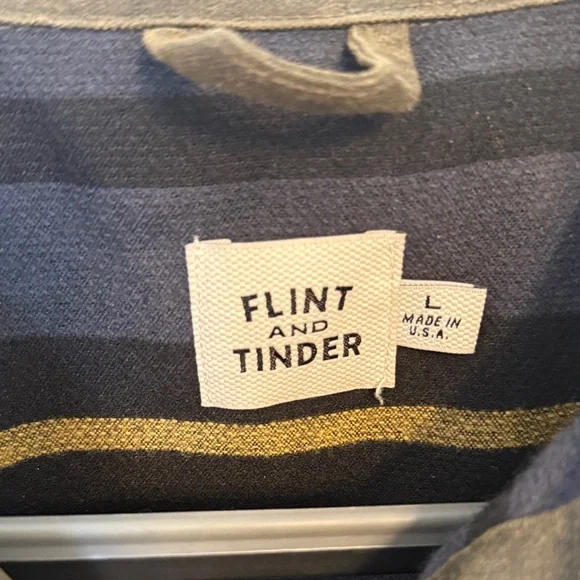 FLINT
AND
TINDER
L
MADE IN
U.S.A.